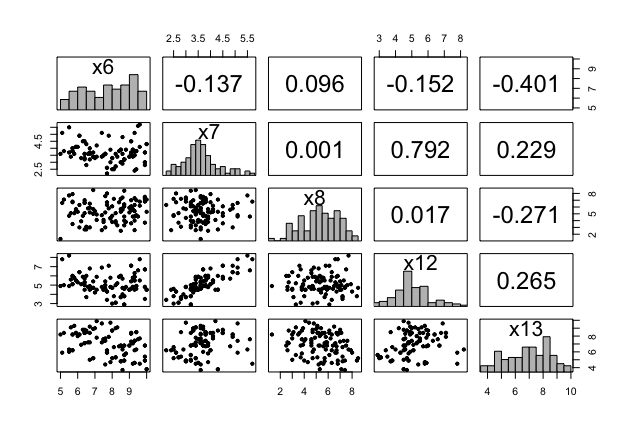 2.5 3.5 4.5 5.5 3 4 5 6 7 8
x6 -0.137 0.096 -0.152 -0.401 5 7 9
2.5 4.5 x7 0.001 0.792 0.229
x8 0.017 -0.271 2 5 8
3 5 7 x12 0.265
x13 4 6 8
5 6 7 8 9 2 4 6 8 4 6 8 10